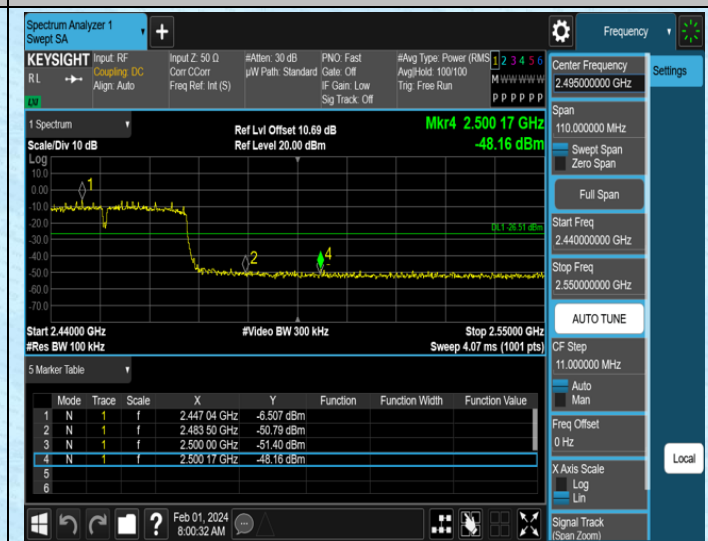 Spectrum Analyzer 1
Swept SA
Frequency
KEYSIGHT
Input: RF
Coupling: DC
Align: Auto
Input Z: 50 Ω
Corr CCorr
Freq Ref: Int (S)
#Atten: 30 dB
µW Path: Standard
PNO: Fast
Gate: Off
IF Gain: Low
Sig Track: Off
#Avg Type: Power (RMS
Avg|Hold: 100/100
Trig: Free Run
1 2 3 4 5 6
M W W W W W
P P P P P P
RL
LXI
1 Spectrum
Scale/Div 10 dB
Ref Lvl Offset 10.69 dB
Ref Level 20.00 dBm
Mkr4 2.500 17 GHz
-48.16 dBm
Log
10.0
0.00
-10.0
-20.0
-30.0
-40.0
-50.0
-60.0
-70.0
1
2
4
DL1 -26.51 dBm
Start 2.44000 GHz
#Video BW 300 kHz
Stop 2.55000 GHz
#Res BW 100 kHz
Sweep 4.07 ms (1001 pts)
5 Marker Table
Mode Trace Scale X Y Function Function Width Function Value
1 N 1 f 2.447 04 GHz -6.507 dBm
2 N 1 f 2.483 50 GHz -50.79 dBm
3 N 1 f 2.500 00 GHz -51.40 dBm
4 N 1 f 2.500 17 GHz -48.16 dBm
5
6
Feb 01, 2024
8:00:32 AM
Center Frequency
2.495000000 GHz
Span
110.000000 MHz
Swept Span
Zero Span
Full Span
Start Freq
2.440000000 GHz
Stop Freq
2.550000000 GHz
AUTO TUNE
CF Step
11.000000 MHz
Auto
Man
Freq Offset
0 Hz
X Axis Scale
Log
Lin
Signal Track
(Span Zoom)
Settings
Local